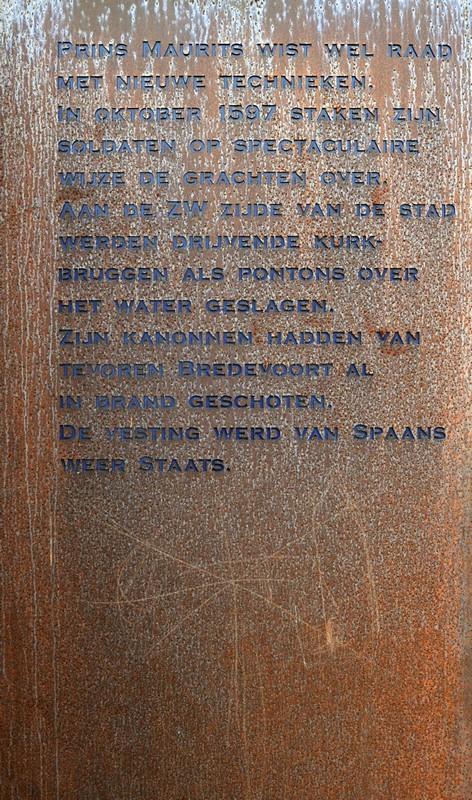 Prins Maurits wist wel raad
met nieuwe technieken.
In oktober 1597 staken zijn
soldaten op spectaculaire
wijze de grachten over.
Aan de ZW zijde van de stad
werden drijvende kurk-
bruggen als pontons over
het water geslagen.
Zijn kanonnen hadden van
tevoren Bredevoort al
in brand geschoten.
De vesting werd van Spaans
weer Staats.